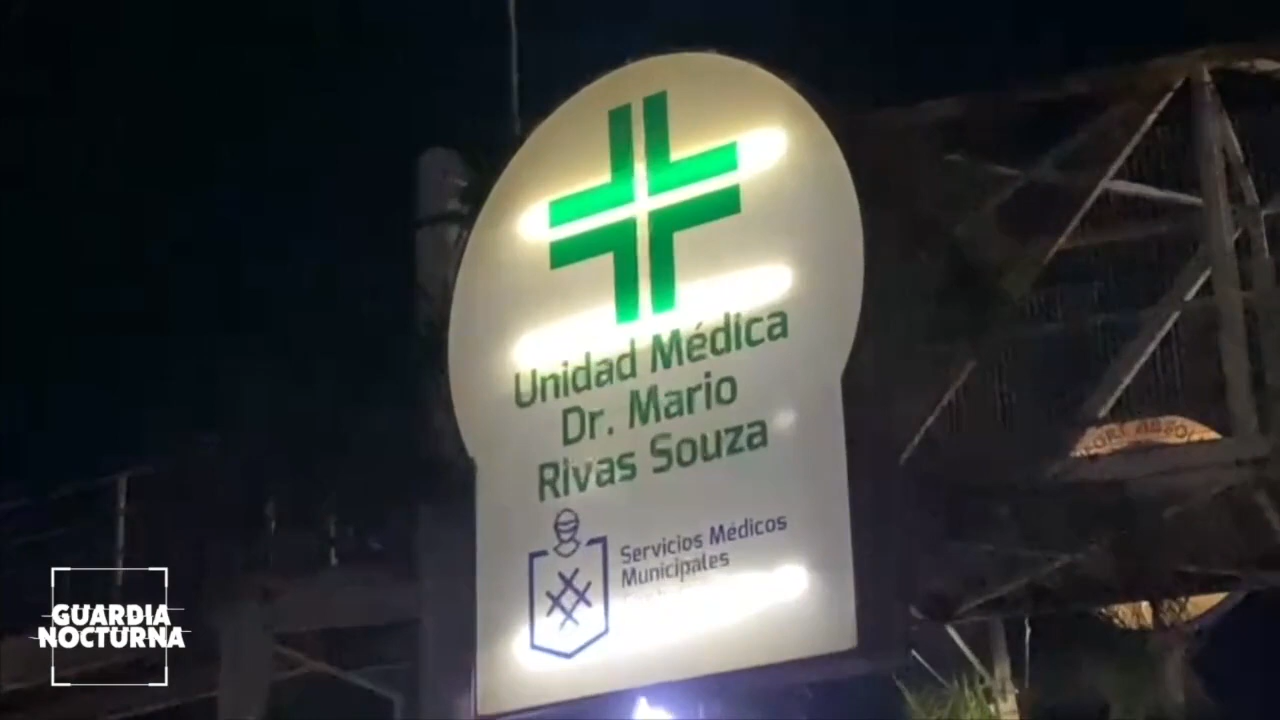 Unidad Médica
Dr. Mario
Rivas Souza
Servicios Médicos
Municipales
GUARDIA
NOCTURNA